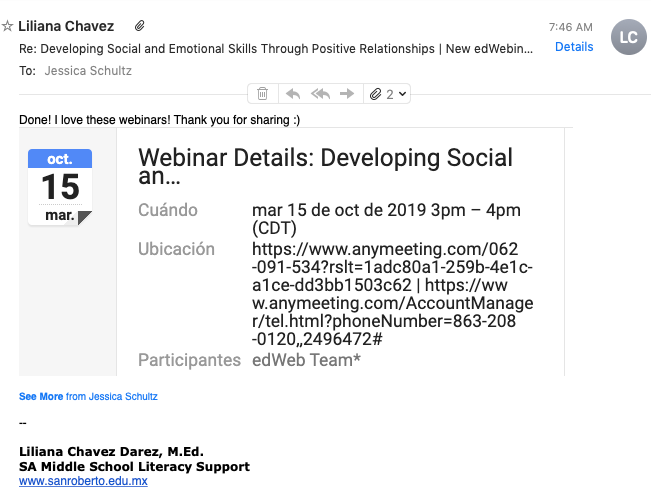 Liliana Chavez
7:46 AM
LC
Re: Developing Social and Emotional Skills Through Positive Relationships | New edWebin...
Details
To: Jessica Schultz
2
Done! I love these webinars! Thank you for sharing :)
oct.
15
mar.
Webinar Details: Developing Social
an...
Cuándo
mar 15 de oct de 2019 3pm – 4pm
(CDT)
Ubicación
https://www.anymeeting.com/062
-091-534?rslt=1adc80a1-259b-4e1c-
a1ce-dd3bb1503c62 | https://ww
w.anymeeting.com/AccountManage
r/tel.html?phoneNumber=863-208
-0120,,2496472#
Participantes edWeb Team*
See More from Jessica Schultz
--
Liliana Chavez Darez, M.Ed.
SA Middle School Literacy Support
www.sanroberto.edu.mx